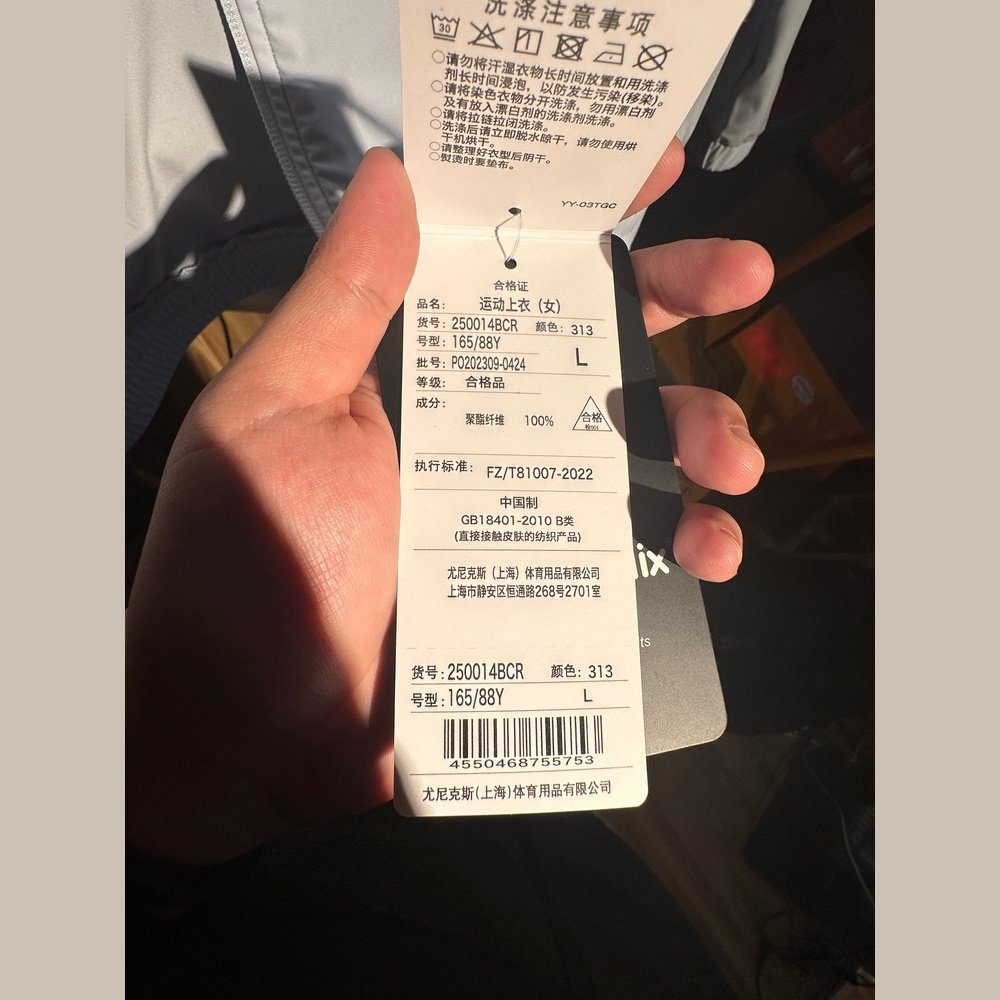 洗涤注意事项
30
○请勿将汗湿衣物长时间放置和用洗涤
剂长时间浸泡，以防发生污染(移染)。
○请将染色衣物分开洗涤，勿用漂白剂
及有放入漂白剂的洗涤剂洗涤。
○请将拉链拉闭洗涤。
○洗涤后请立即脱水晾干，请勿使用烘
干机烘干。
○请整理好衣型后阴干。
○熨烫时要垫布。
YY-03TGC
合格证
品名： 运动上衣（女）
货号：250014BCR 颜色：313
号型：165/88Y L
批号：PO202309-0424
等级： 合格品
成分：
聚酯纤维 100% 合格
检001
执行标准： FZ/T81007-2022
中国制
GB18401-2010 B类
(直接接触皮肤的纺织产品)
尤尼克斯（上海）体育用品有限公司
上海市静安区恒通路268号2701室
ix
ts
货号：250014BCR 颜色：313
号型：165/88Y L
4550468755753
尤尼克斯(上海)体育用品有限公司